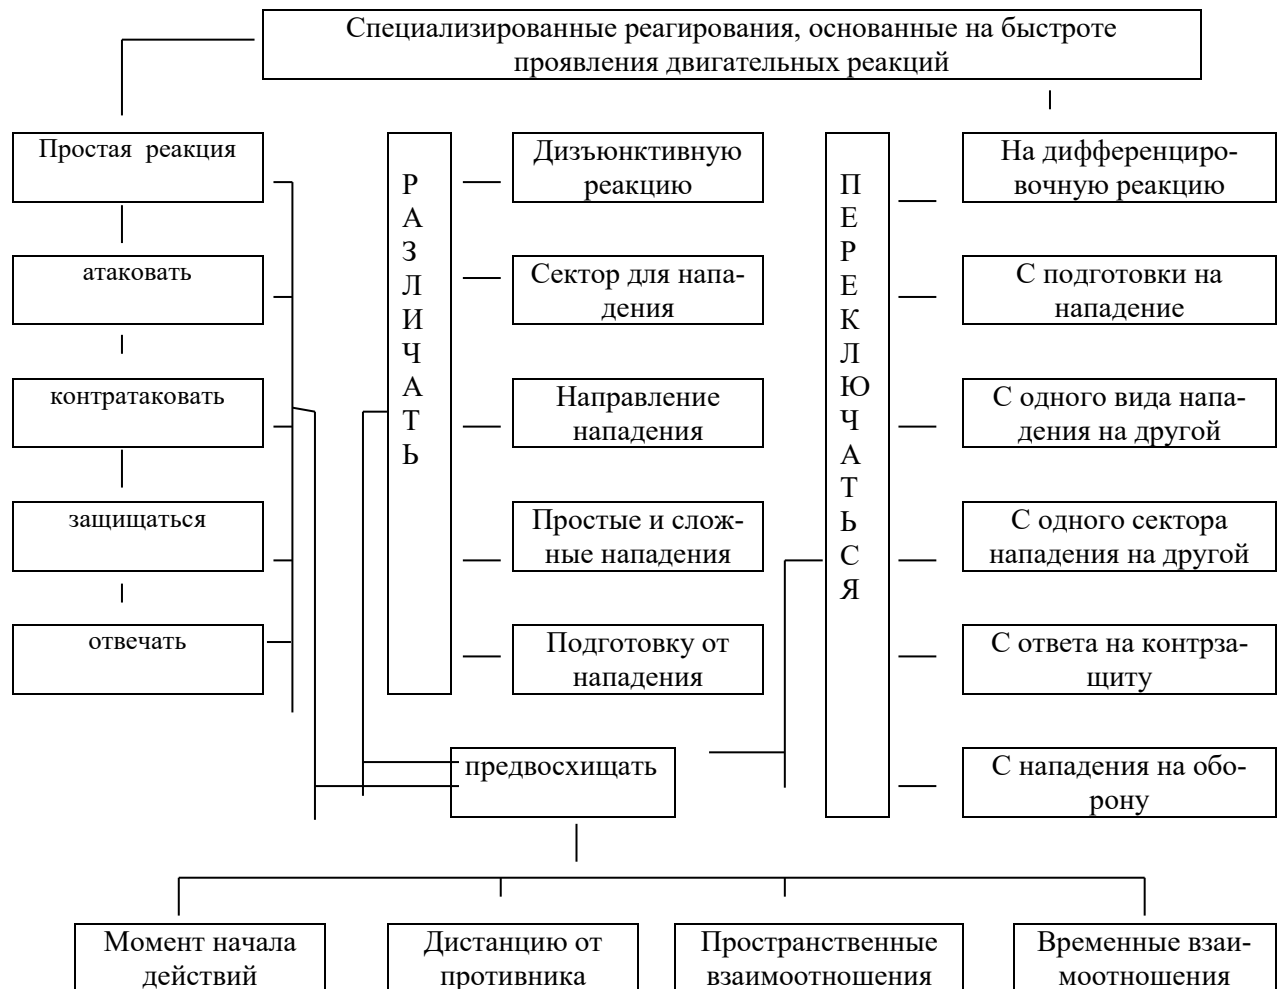 Специализированные реагирования, основанные на быстроте
проявления двигательных реакций
Простая реакция
атаковать
контратаковать
защищаться
отвечать
РАЗЛИЧАТЬ
Дизъюнктивную
реакцию
Сектор для напа-
дения
Направление
нападения
Простые и слож-
ные нападения
Подготовку от
нападения
ПЕРЕКЛЮЧАТЬСЯ
На дифференциро-
вочную реакцию
С подготовки на
нападение
С одного вида напа-
дения на другой
С одного сектора
нападения на другой
С ответа на контрза-
щиту
С нападения на обо-
рону
предвосхищать
Момент начала
действий
Дистанцию от
противника
Пространственные
взаимоотношения
Временные взаи-
моотношения